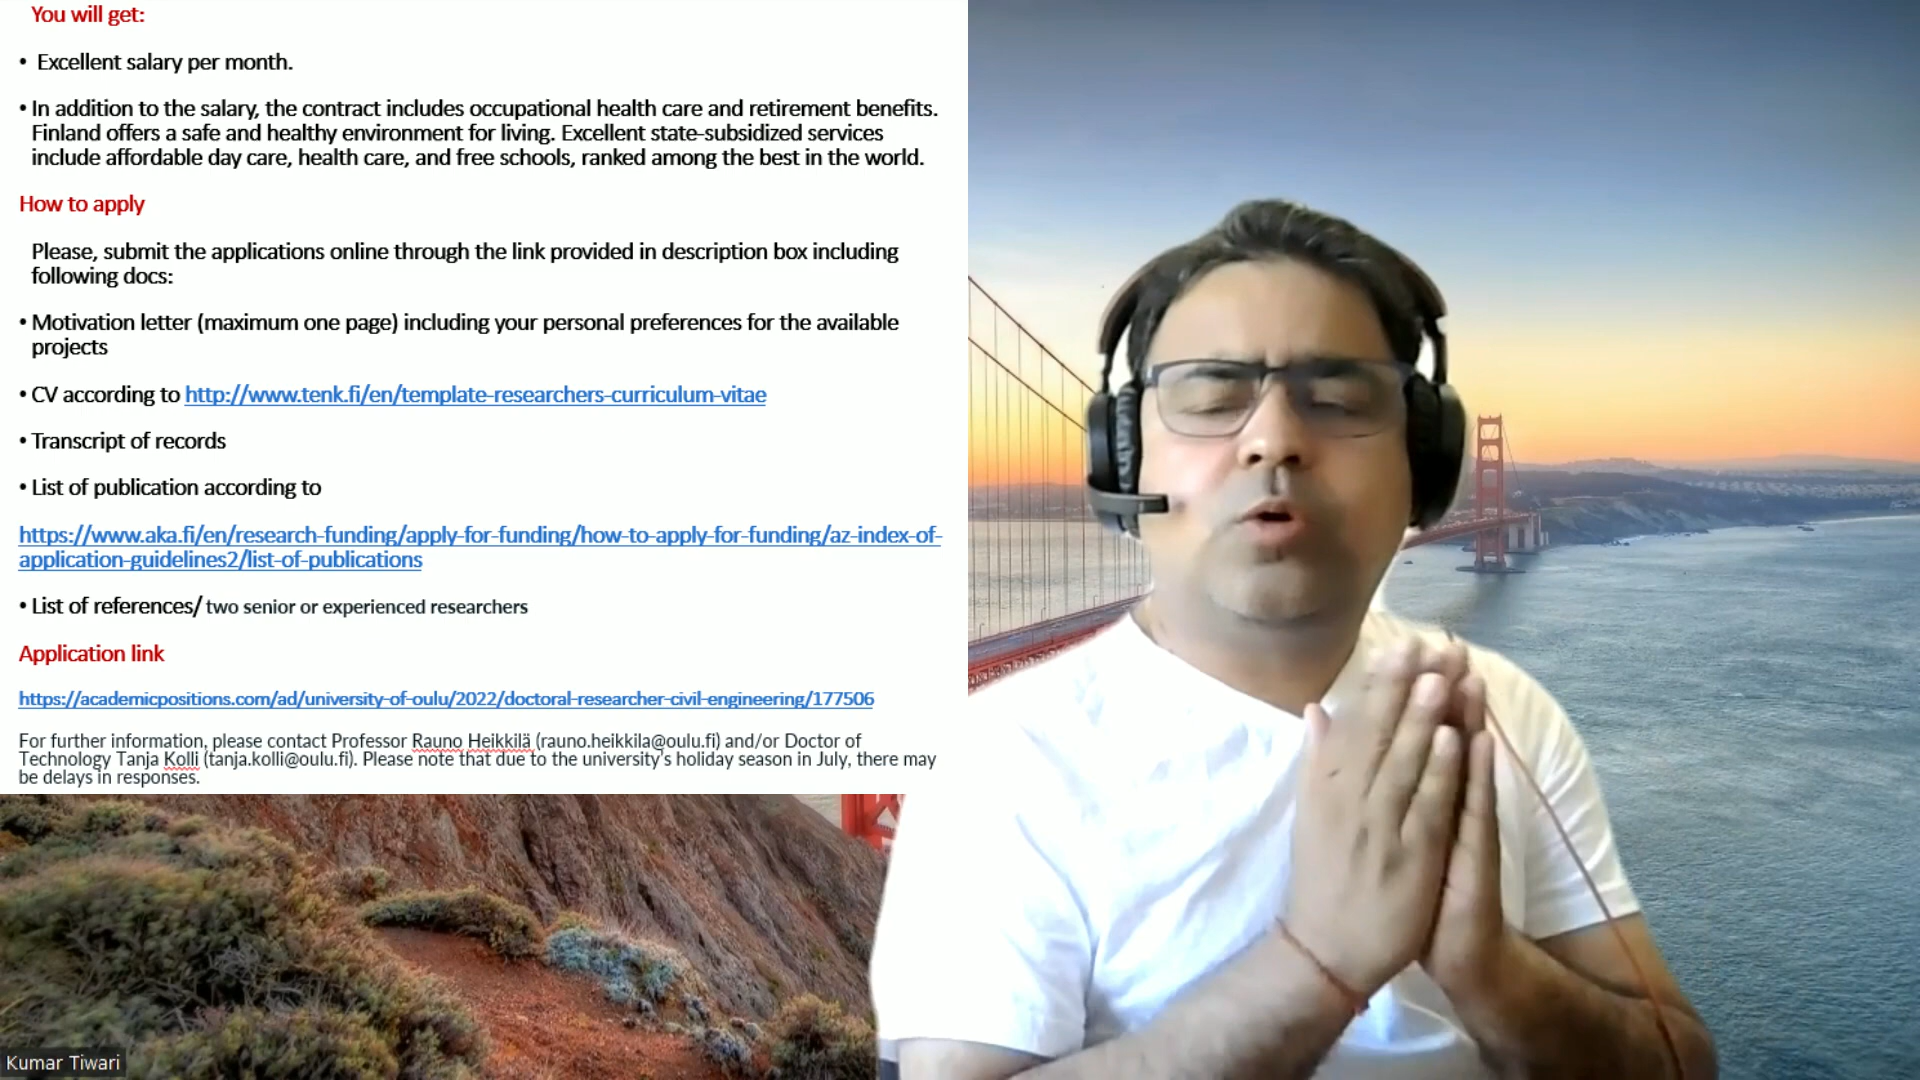 You will get:
• Excellent salary per month.
• In addition to the salary, the contract includes occupational health care and retirement benefits.
Finland offers a safe and healthy environment for living. Excellent state-subsidized services
include affordable day care, health care, and free schools, ranked among the best in the world.
How to apply
Please, submit the applications online through the link provided in description box including
following docs:
• Motivation letter (maximum one page) including your personal preferences for the available
projects
• CV according to http://www.tenk.fi/en/template-researchers-curriculum-vitae
• Transcript of records
• List of publication according to
https://www.aka.fi/en/research-funding/apply-for-funding/how-to-apply-for-funding/az-index-of-
application-guidelines2/list-of-publications
• List of references/ two senior or experienced researchers
Application link
https://academicpositions.com/ad/university-of-oulu/2022/doctoral-researcher-civil-engineering/177506
For further information, please contact Professor Rauno Heikkilä (rauno.heikkila@oulu.fi) and/or Doctor of
Technology Tanja Kolli (tanja.kolli@oulu.fi). Please note that due to the university's holiday season in July, there may
be delays in responses.
Kumar Tiwari